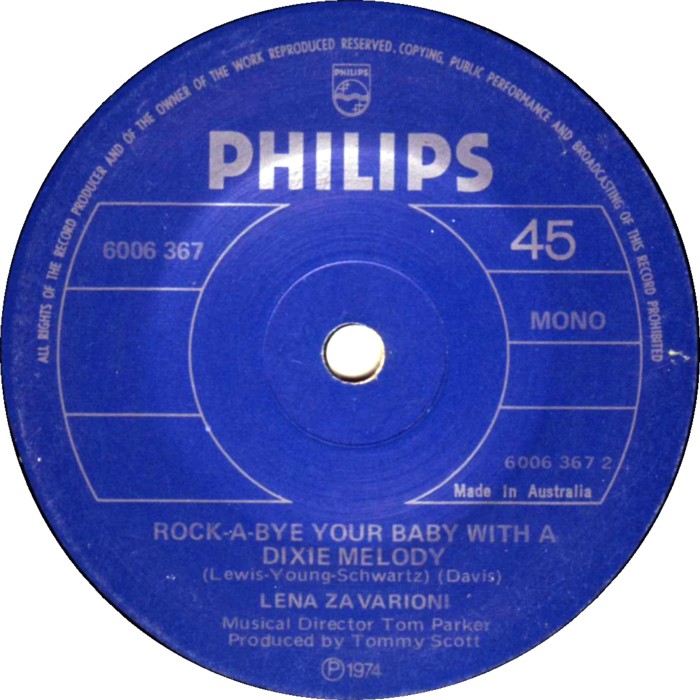 ALL RIGHTS OF THE RECORD PRODUCER AND OF THE OWNER OF THE WORK REPRODUCED RESERVED. COPYING, PUBLIC PERFORMANCE AND BROADCASTING OF THIS RECORD PROHIBITED
PHILIPS
PHILIPS
6006 367
45
MONO
6006 367 2
Made in Australia
ROCK-A-BYE YOUR BABY WITH A
DIXIE MELODY
(Lewis-Young-Schwartz) (Davis)
LENA ZAVARIONI
Musical Director Tom Parker
Produced by Tommy Scott
Ⓟ1974